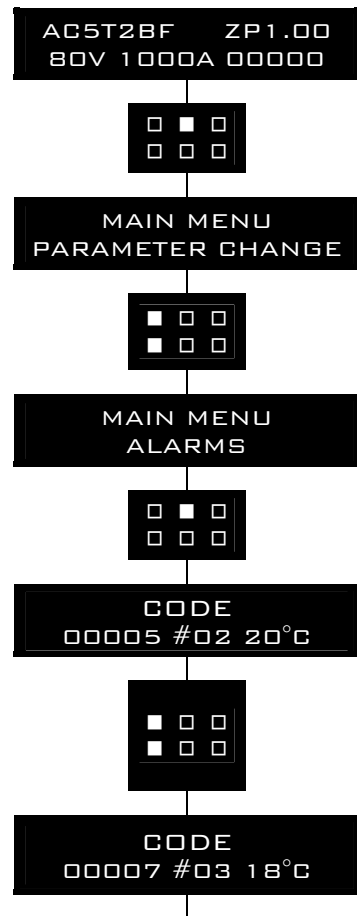 AC5T2BF ZP1.00
80V 1000A 00000
MAIN MENU
PARAMETER CHANGE
MAIN MENU
ALARMS
CODE
00005 #02 20°C
CODE
00007 #03 18°C